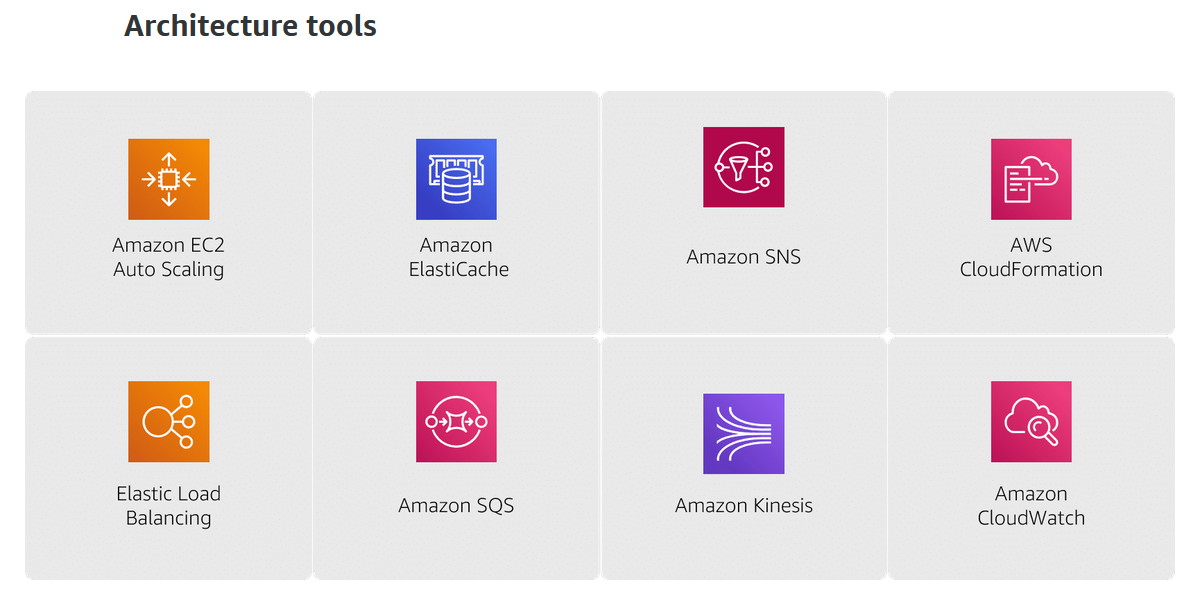 Architecture tools
Amazon EC2
Auto Scaling
Amazon
ElastiCache
Amazon SNS
AWS
CloudFormation
Elastic Load
Balancing
Amazon SQS
Amazon Kinesis
Amazon
CloudWatch